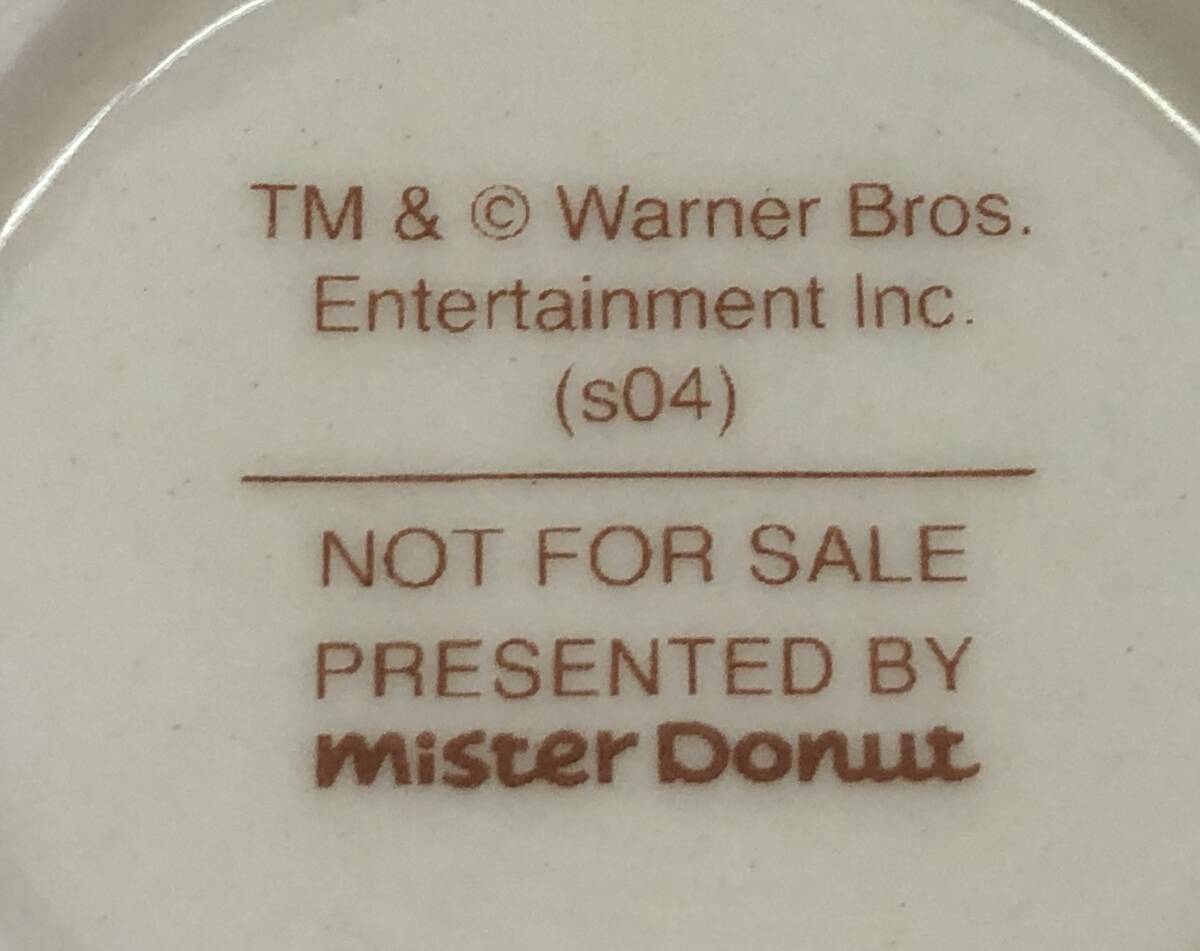 TM & © Warner Bros.
Entertainment Inc.
(s04)
NOT FOR SALE
PRESENTED BY
mister Donut